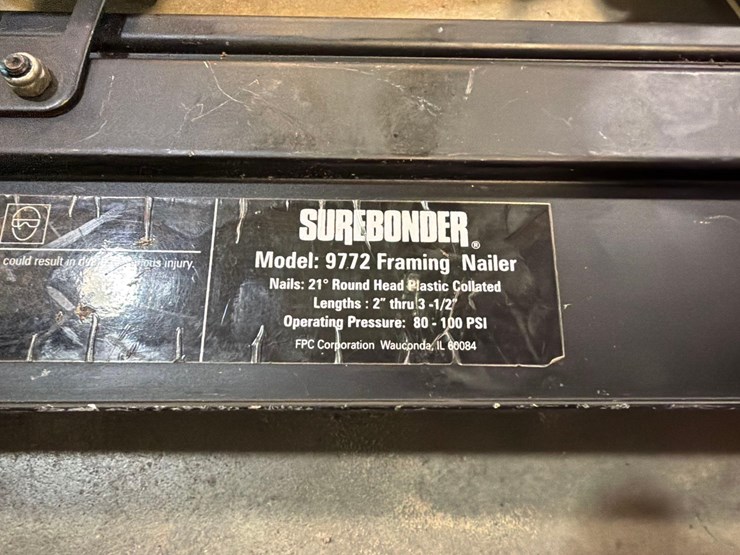 could result in injury.
SUREBONDER®
Model: 9772 Framing Nailer
Nails: 21° Round Head Plastic Collated
Lengths : 2" thru 3 -1/2"
Operating Pressure: 80 - 100 PSI
FPC Corporation Wauconda, IL 60084